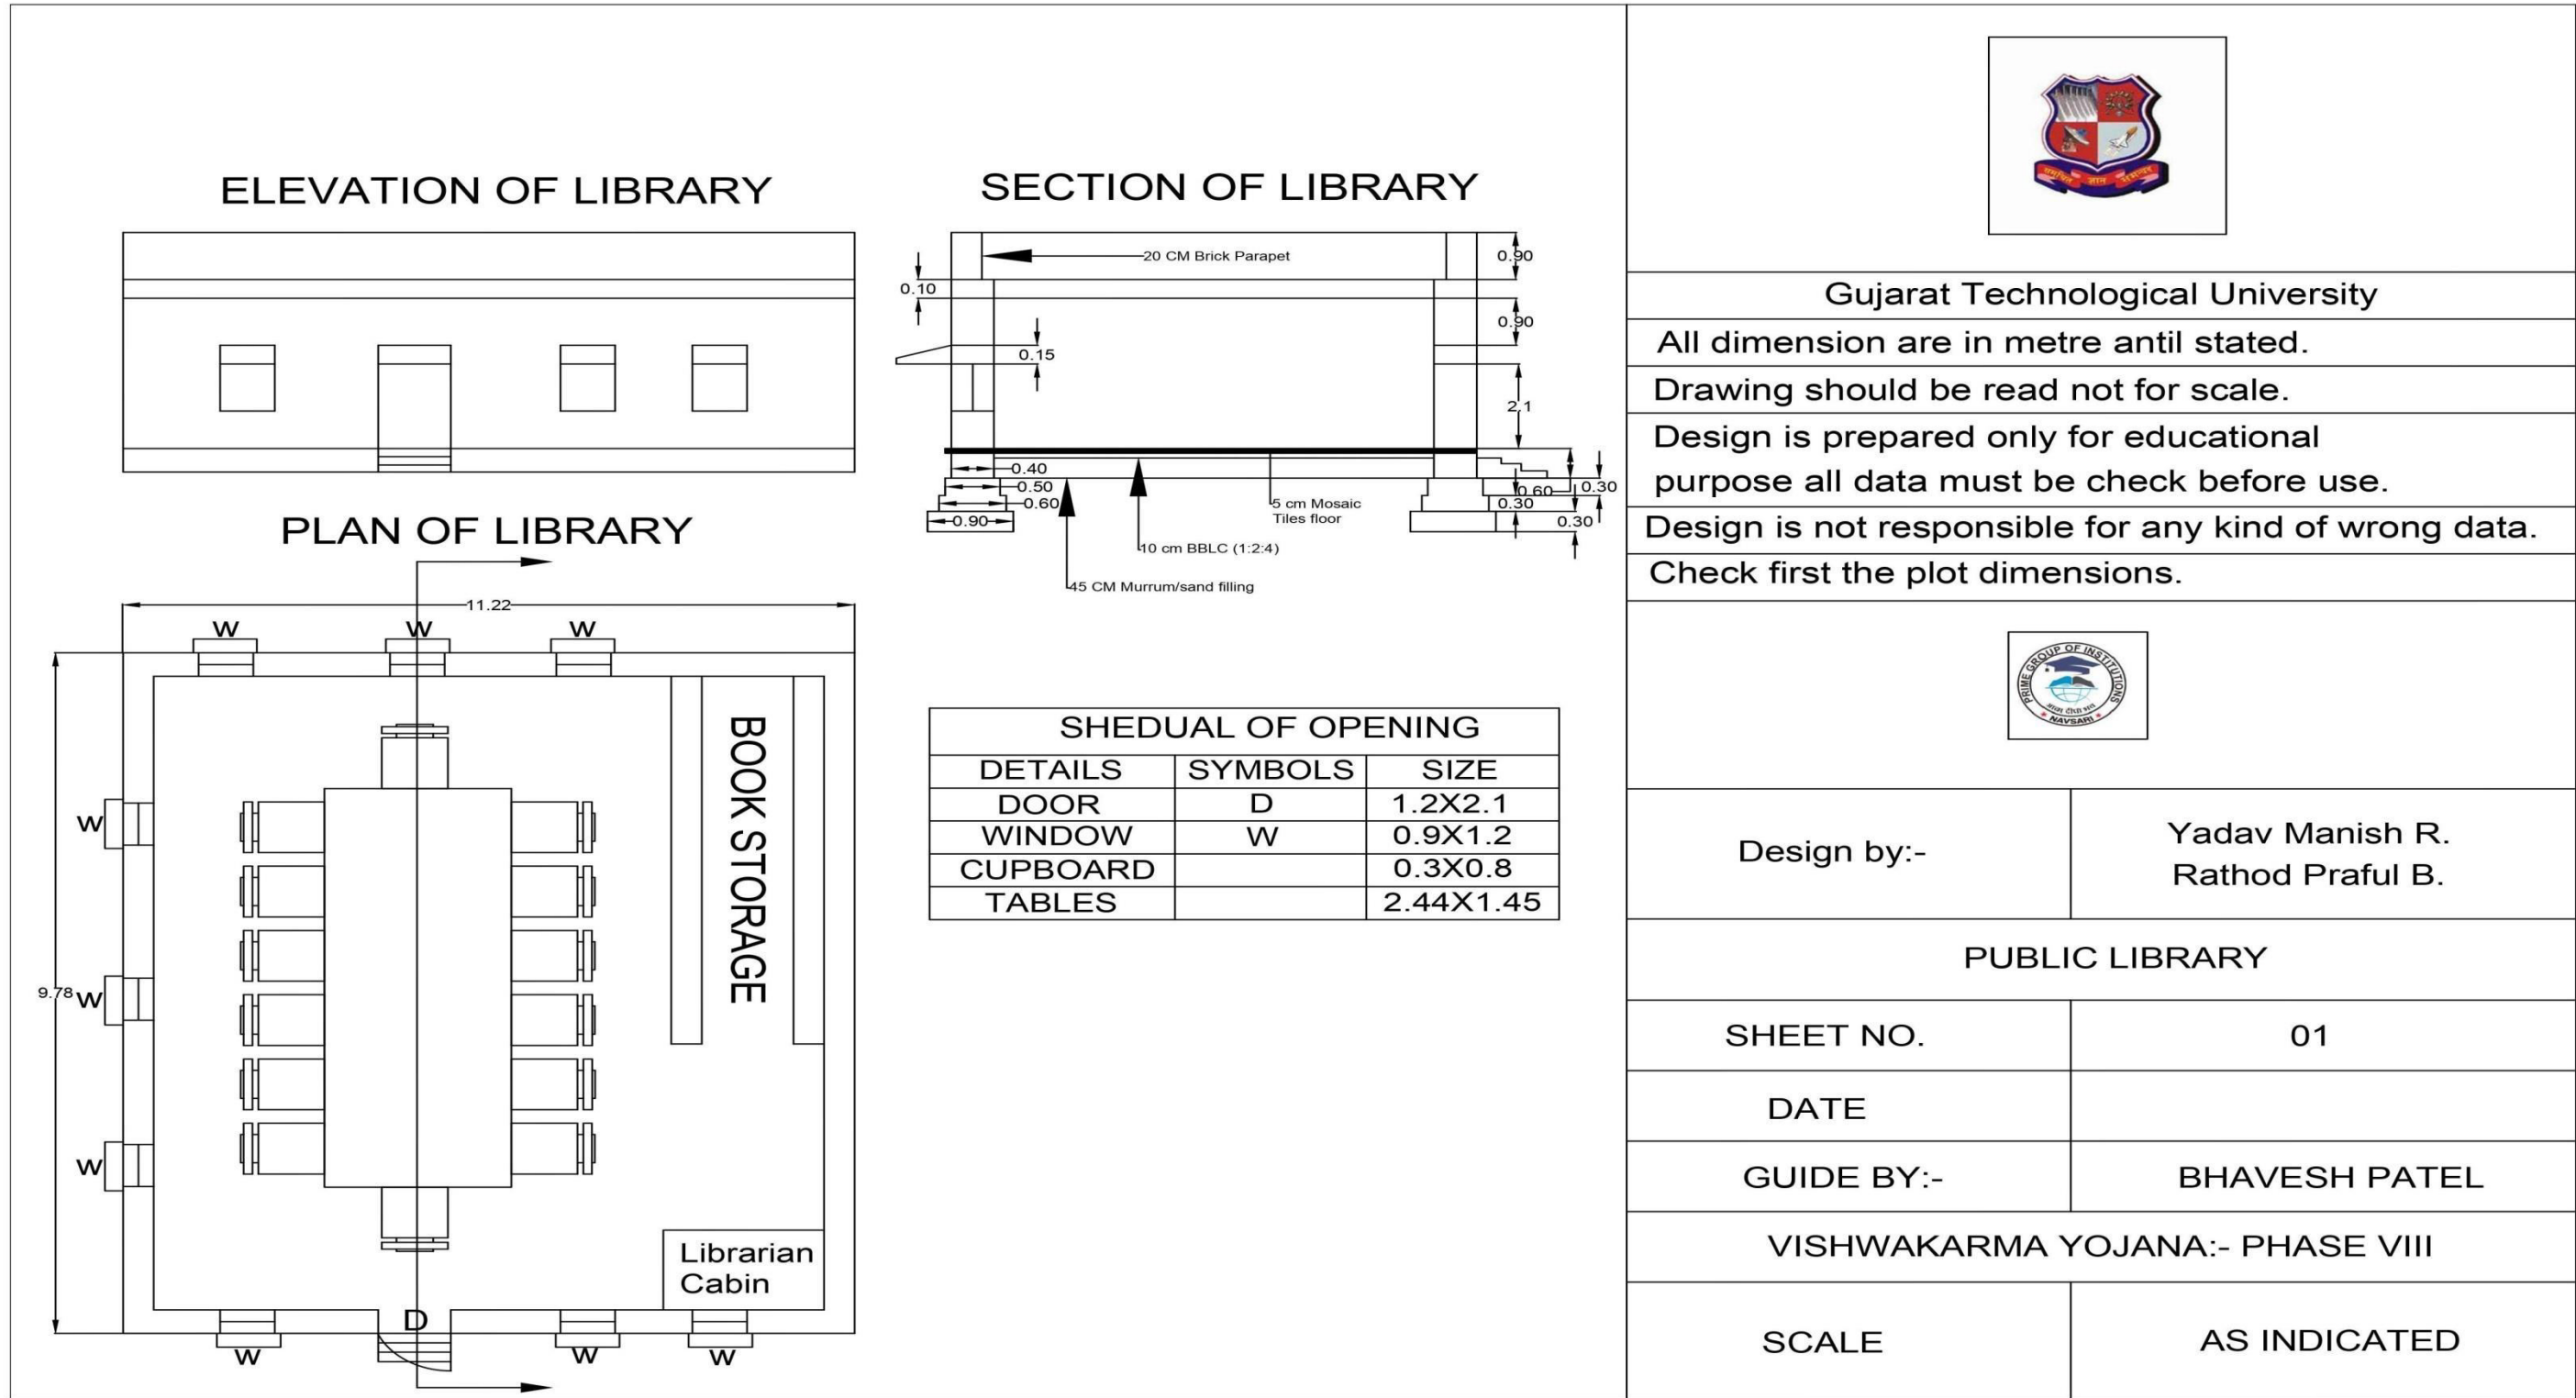 ELEVATION OF LIBRARY
SECTION OF LIBRARY
20 CM Brick Parapet
0.90
0.10
0.90
0.15
2.1
0.40
0.50
0.60
0.90
0.60
0.30
0.30
0.30
5 cm Mosaic
Tiles floor
10 cm BBLC (1:2:4)
45 CM Murrum/sand filling
PLAN OF LIBRARY
11.22
W
W
W
W
9.78
W
W
BOOK STORAGE
Librarian
Cabin
D
W
W
W
SHEDUAL OF OPENING
DETAILS SYMBOLS SIZE
DOOR D 1.2X2.1
WINDOW W 0.9X1.2
CUPBOARD 0.3X0.8
TABLES 2.44X1.45
Gujarat Technological University
All dimension are in metre antil stated.
Drawing should be read not for scale.
Design is prepared only for educational
purpose all data must be check before use.
Design is not responsible for any kind of wrong data.
Check first the plot dimensions.
PRIME GROUP OF INSTITUTIONS
NAVSARI
Design by:- Yadav Manish R.
Rathod Praful B.
PUBLIC LIBRARY
SHEET NO. 01
DATE
GUIDE BY:- BHAVESH PATEL
VISHWAKARMA YOJANA:- PHASE VIII
SCALE AS INDICATED